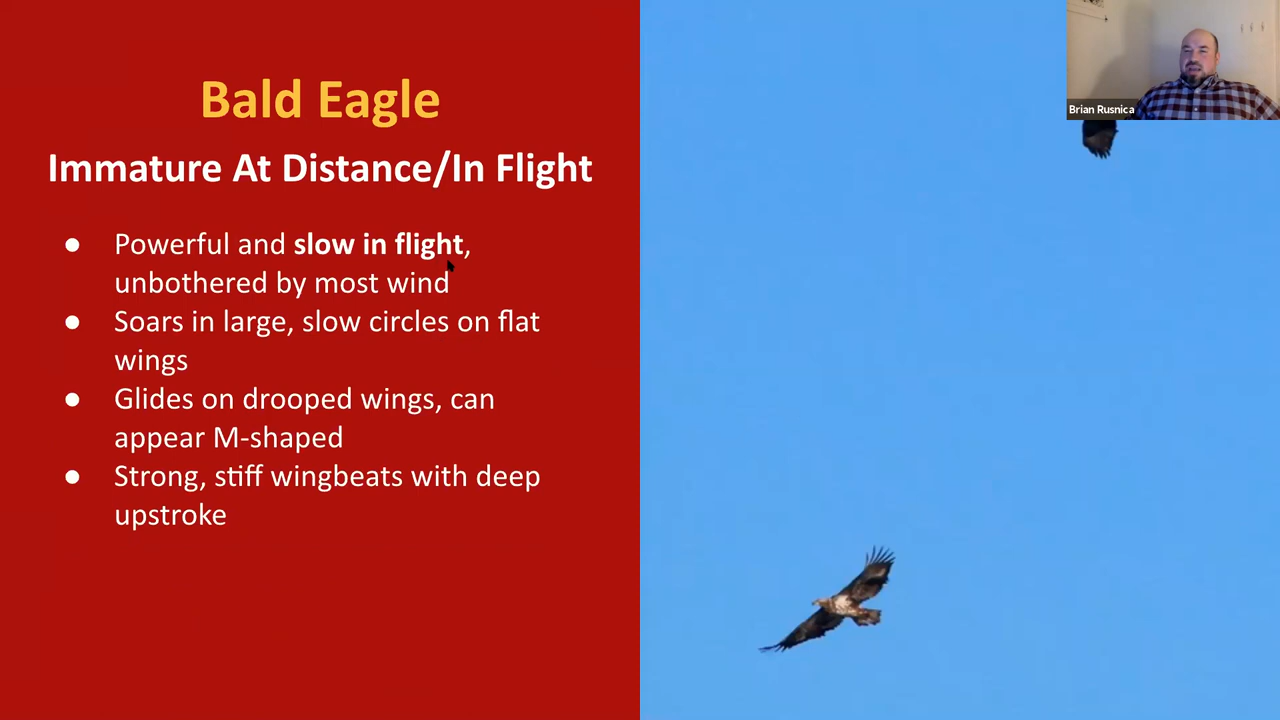 Bald Eagle
Immature At Distance/In Flight
● Powerful and slow in flight,
unbothered by most wind
● Soars in large, slow circles on flat
wings
● Glides on drooped wings, can
appear M-shaped
● Strong, stiff wingbeats with deep
upstroke
Brian Rusnica